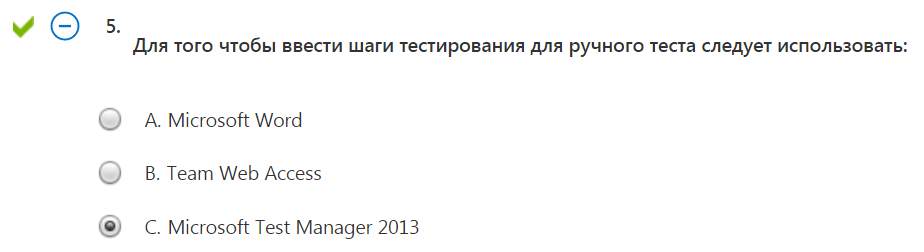 5.
Для того чтобы ввести шаги тестирования для ручного теста следует использовать:
A. Microsoft Word
B. Team Web Access
C. Microsoft Test Manager 2013